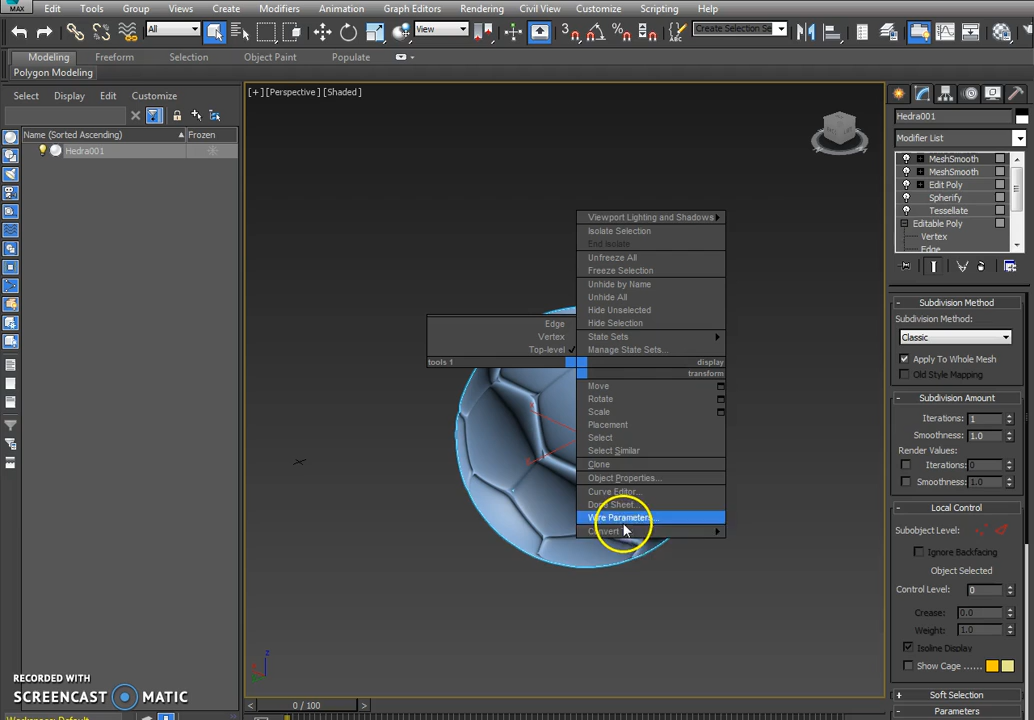 MAX
Edit Tools Group Views Create Modifiers Animation Graph Editors Rendering Civil View Customize Scripting Help
All
View
Create Selection Se
Modeling Freeform Selection Object Paint Populate
Polygon Modeling
Select Display Edit Customize
Name (Sorted Ascending) Frozen
Hedra001
[+] [Perspective] [Shaded]
Edge
Vertex
Top-level
tools 1
Viewport Lighting and Shadows
Isolate Selection
End Isolate
Unfreeze All
Freeze Selection
Unhide by Name
Unhide All
Hide Unselected
Hide Selection
State Sets
Manage State Sets...
display
transform
Move
Rotate
Scale
Placement
Select
Select Similar
Clone
Object Properties...
Curve Editor...
Dope Sheet...
Wire Parameters...
Convert
Hedra001
Modifier List
MeshSmooth
MeshSmooth
Edit Poly
Spherify
Tessellate
Editable Poly
Vertex
Edge
- Subdivision Method
Subdivision Method:
Classic
Apply To Whole Mesh
Old Style Mapping
- Subdivision Amount
Iterations: 1
Smoothness: 1.0
Render Values:
Iterations: 0
Smoothness: 1.0
- Local Control
Subobject Level:
Ignore Backfacing
Object Selected
Control Level: 0
Crease: 0.0
Weight: 1.0
Isoline Display
Show Cage ......
+ Soft Selection
- Parameters
z
< 0 / 100 >
RECORDED WITH
SCREENCAST MATIC
Workspace: Default